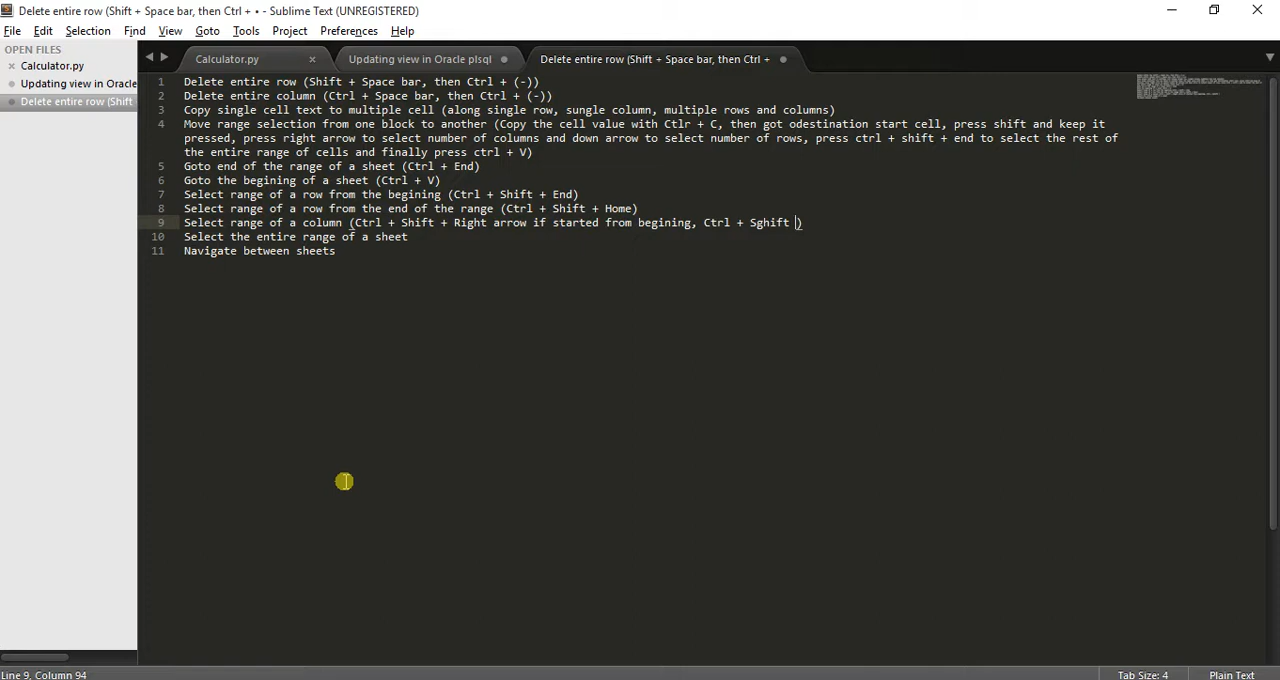 Delete entire row (Shift + Space bar, then Ctrl + • - Sublime Text (UNREGISTERED)
File Edit Selection Find View Goto Tools Project Preferences Help
OPEN FILES
Calculator.py
Updating view in Oracle
Delete entire row (Shift
Calculator.py
Updating view in Oracle plsql
Delete entire row (Shift + Space bar, then Ctrl +
1 Delete entire row (Shift + Space bar, then Ctrl + (-))
2 Delete entire column (Ctrl + Space bar, then Ctrl + (-))
3 Copy single cell text to multiple cell (along single row, sungle column, multiple rows and columns)
4 Move range selection from one block to another (Copy the cell value with Ctlr + C, then got odestination start cell, press shift and keep it
pressed, press right arrow to select number of columns and down arrow to select number of rows, press ctrl + shift + end to select the rest of
the entire range of cells and finally press ctrl + V)
5 Goto end of the range of a sheet (Ctrl + End)
6 Goto the begining of a sheet (Ctrl + V)
7 Select range of a row from the begining (Ctrl + Shift + End)
8 Select range of a row from the end of the range (Ctrl + Shift + Home)
9 Select range of a column (Ctrl + Shift + Right arrow if started from begining, Ctrl + Sghift )
10 Select the entire range of a sheet
11 Navigate between sheets
Line 9, Column 94
Tab Size: 4
Plain Text